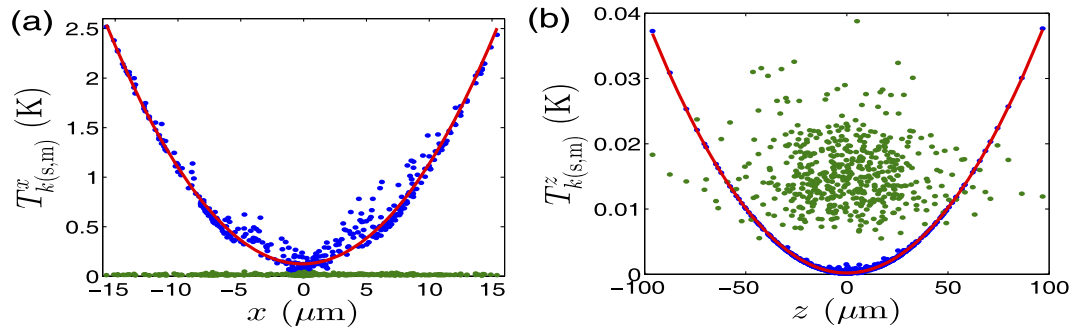 (a)
2.5
2
1.5
1
0.5
0
T^x_{k(s,m)} (K)
−15 −10 −5 0 5 10 15
x (μm)
(b)
0.04
0.03
0.02
0.01
0
T^z_{k(s,m)} (K)
−100 −50 0 50 100
z (μm)